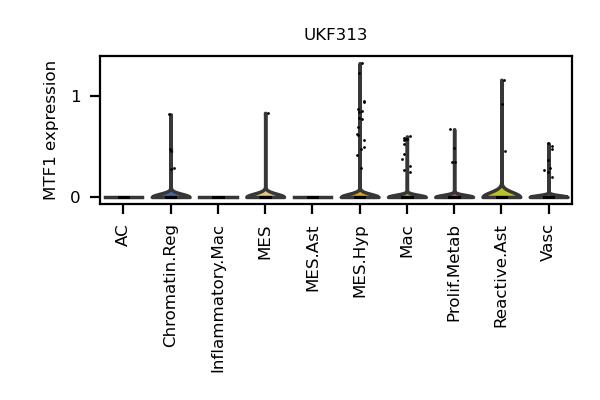 UKF313
MTF1 expression
1
0
AC
Chromatin.Reg
Inflammatory.Mac
MES
MES.Ast
MES.Hyp
Mac
Prolif.Metab
Reactive.Ast
Vasc